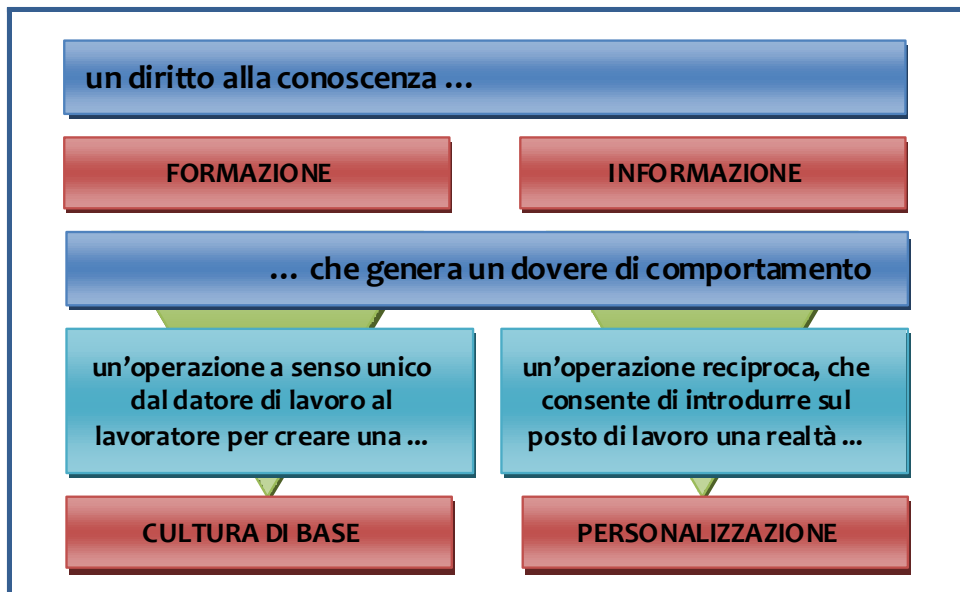 un diritto alla conoscenza ...
FORMAZIONE
INFORMAZIONE
... che genera un dovere di comportamento
un’operazione a senso unico
dal datore di lavoro al
lavoratore per creare una ...
un’operazione reciproca, che
consente di introdurre sul
posto di lavoro una realtà ...
CULTURA DI BASE
PERSONALIZZAZIONE